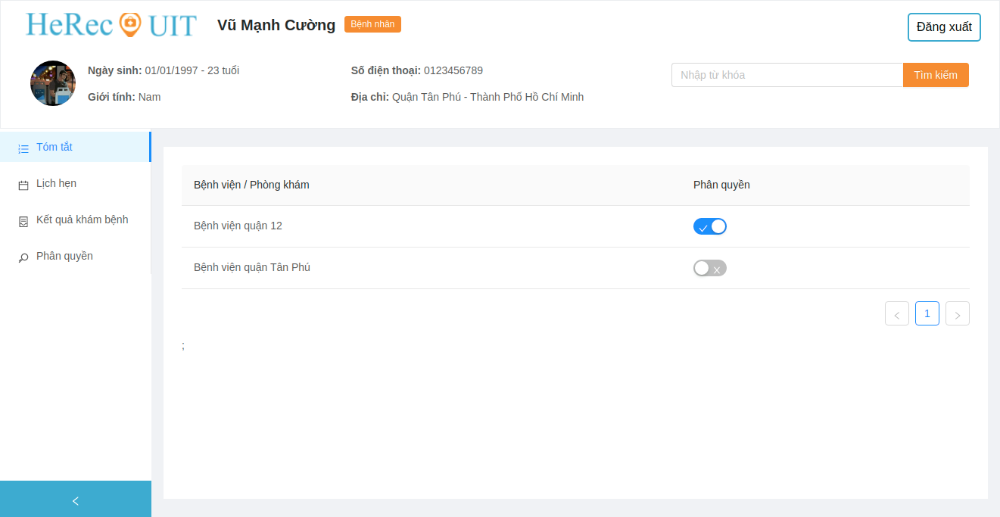 HeRec UIT
Vũ Mạnh Cường Bệnh nhân
Đăng xuất
Ngày sinh: 01/01/1997 - 23 tuổi
Số điện thoại: 0123456789
Giới tính: Nam
Địa chỉ: Quận Tân Phú - Thành Phố Hồ Chí Minh
Nhập từ khóa
Tìm kiếm
Tóm tắt
Lịch hẹn
Kết quả khám bệnh
Phân quyền
Bệnh viện / Phòng khám Phân quyền
Bệnh viện quận 12
Bệnh viện quận Tân Phú
1
;